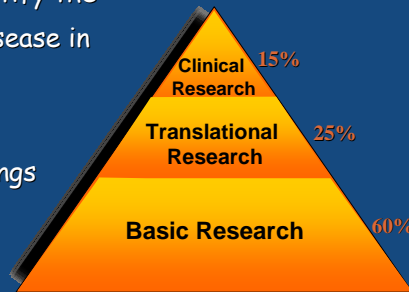 sease in
ngs
Clinical
Research
15%
Translational
Research
25%
Basic Research
60%